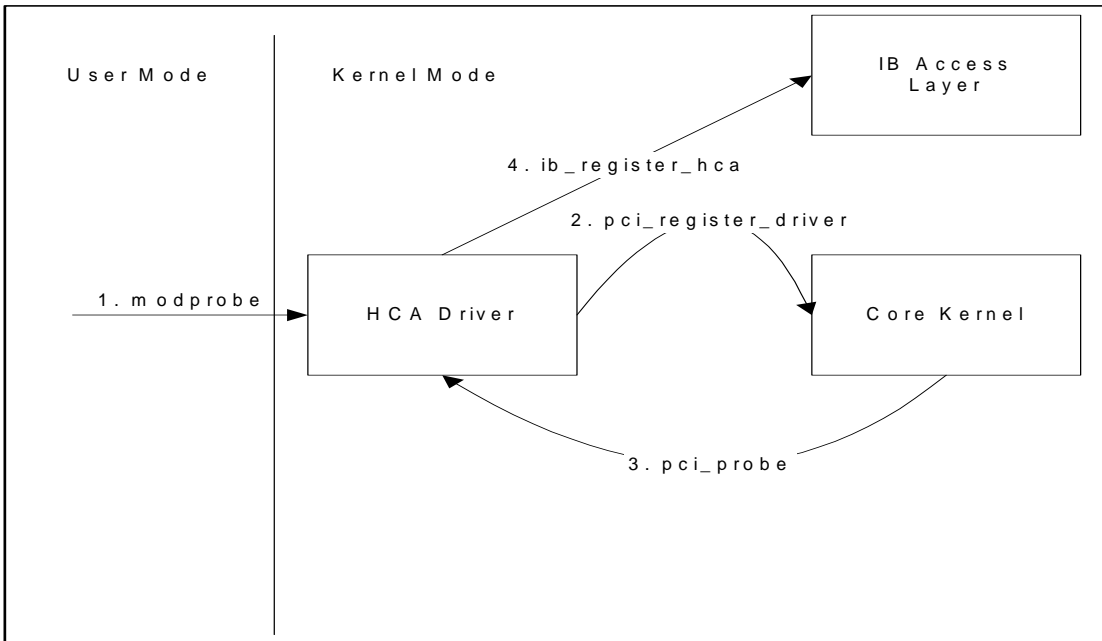 User Mode
Kernel Mode
IB Access
Layer
4. ib_register_hca
2. pci_register_driver
1. modprobe
HCA Driver
Core Kernel
3. pci_probe